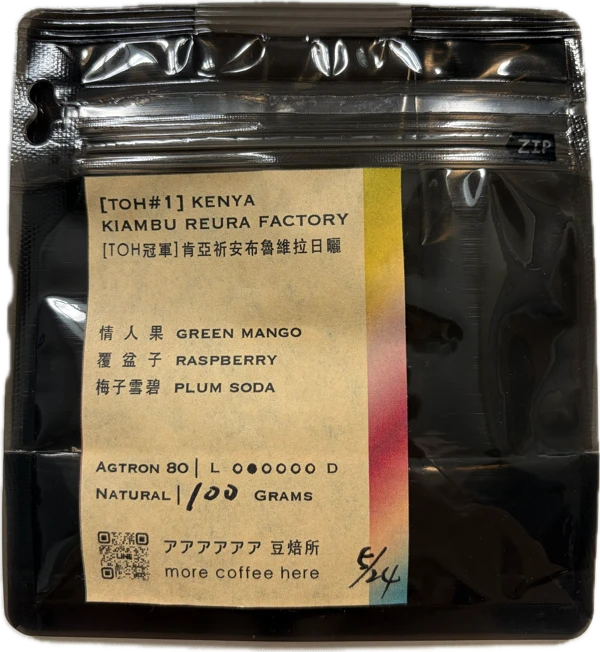 ZIP
[TOH#1] KENYA
KIAMBU REURA FACTORY
[TOH冠軍]肯亞祈安布魯維拉日曬
情人果 GREEN MANGO
覆盆子 RASPBERRY
梅子雪碧 PLUM SODA
AGTRON 80| L ○●○○○○ D
NATURAL|100 GRAMS
LINE
アアアアアア 豆焙所
more coffee here
5/24